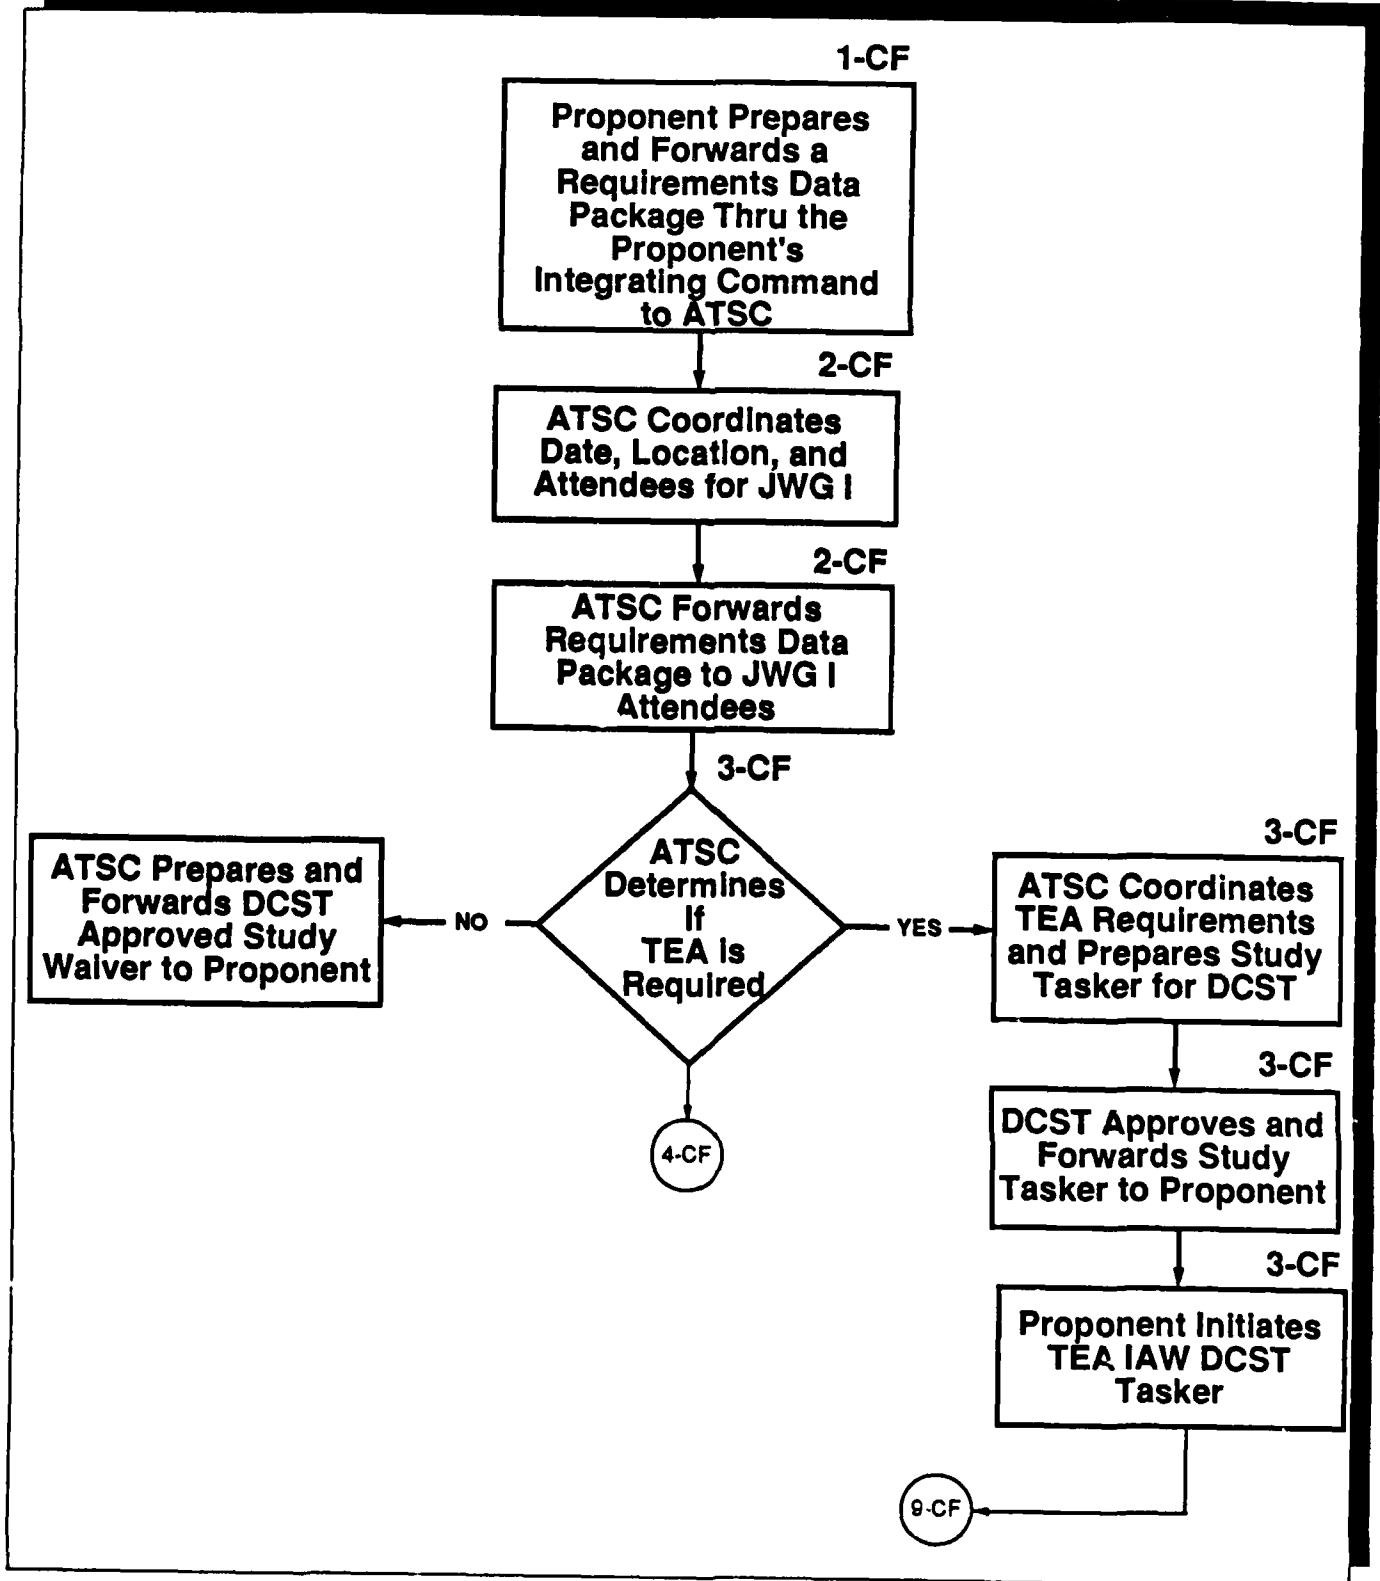 1-CF
Proponent Prepares
and Forwards a
Requirements Data
Package Thru the
Proponent's
Integrating Command
to ATSC
2-CF
ATSC Coordinates
Date, Location, and
Attendees for JWG I
2-CF
ATSC Forwards
Requirements Data
Package to JWG I
Attendees
3-CF
ATSC
Determines
If
TEA is
Required
NO
ATSC Prepares and
Forwards DCST
Approved Study
Waiver to Proponent
YES
3-CF
ATSC Coordinates
TEA Requirements
and Prepares Study
Tasker for DCST
3-CF
DCST Approves and
Forwards Study
Tasker to Proponent
3-CF
Proponent Initiates
TEA IAW DCST
Tasker
4-CF
9-CF